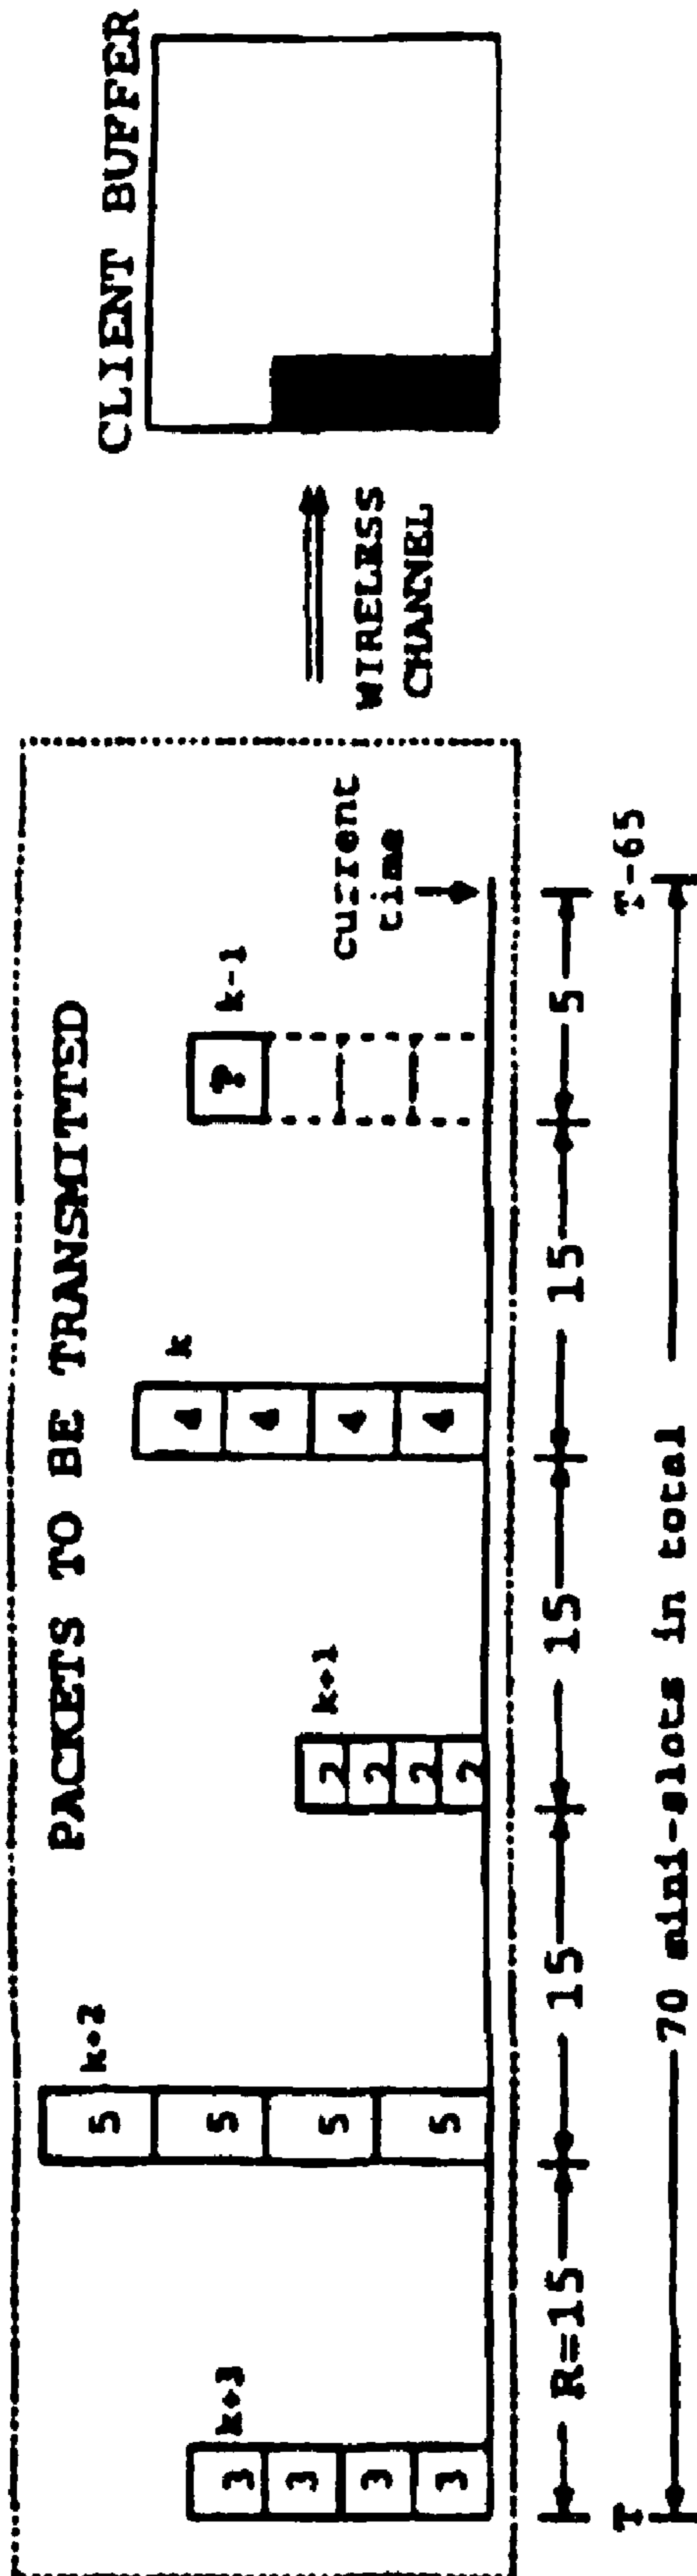 PACKETS TO BE TRANSMITTED
CLIENT BUFFER
k+3
3
3
3
3
k+2
5
5
5
5
k+1
2
2
2
2
k
4
4
4
4
k-1
?
current
time
WIRELESS
CHANNEL
R=15
15
15
15
5
T
T-65
70 mini-slots in total